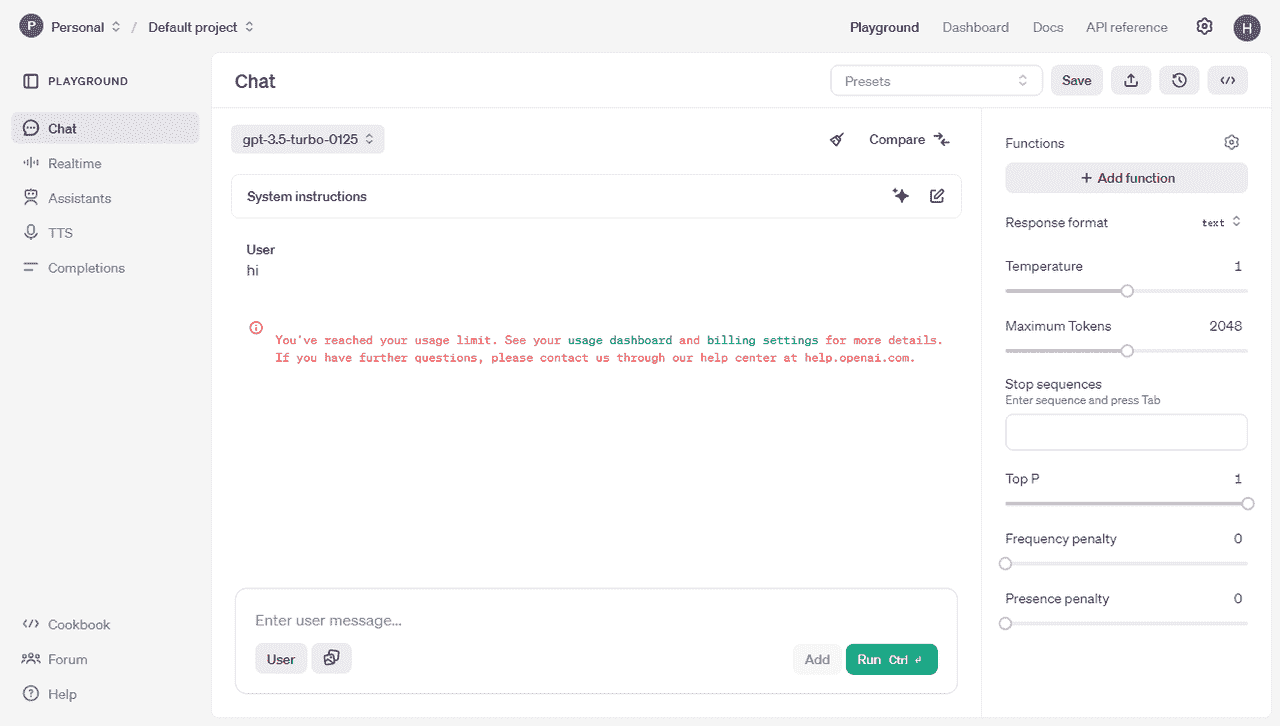 P Personal / Default project
Playground Dashboard Docs API reference H
PLAYGROUND
Chat
Realtime
Assistants
TTS
Completions
Cookbook
Forum
Help
Chat
Presets Save
gpt-3.5-turbo-0125 Compare
System instructions
User
hi
You've reached your usage limit. See your usage dashboard and billing settings for more details.
If you have further questions, please contact us through our help center at help.openai.com.
Enter user message...
User Add Run Ctrl ↵
Functions
+ Add function
Response format text
Temperature 1
Maximum Tokens 2048
Stop sequences
Enter sequence and press Tab
Top P 1
Frequency penalty 0
Presence penalty 0